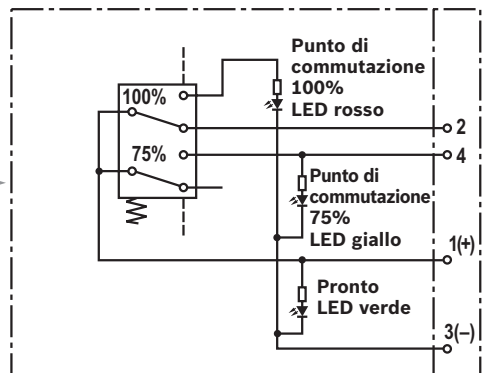 Punto di
commutazione
100%
LED rosso
100%
2
75%
4
Punto di
commutazione
75%
LED giallo
1(+)
Pronto
LED verde
3(–)